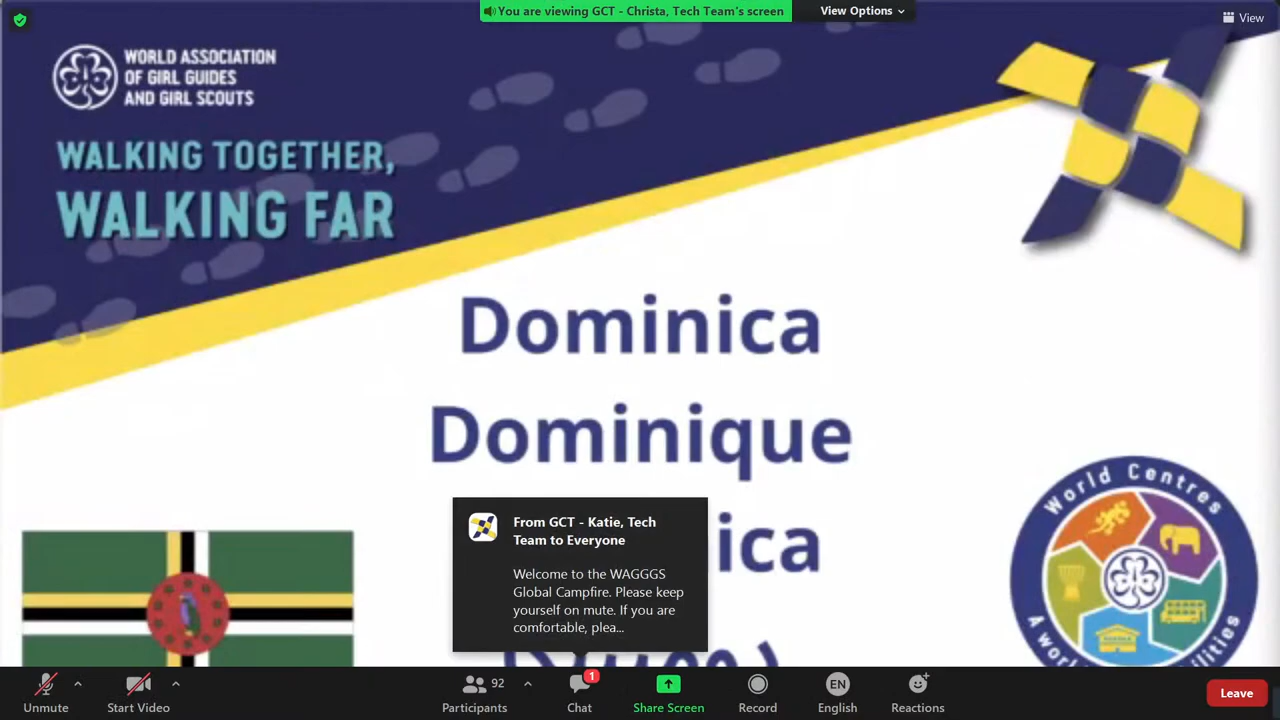 You are viewing GCT - Christa, Tech Team's screen
View Options
View
WORLD ASSOCIATION
OF GIRL GUIDES
AND GIRL SCOUTS
WALKING TOGETHER,
WALKING FAR
Dominica
Dominique
ica
World Centres
A world
ilities
From GCT - Katie, Tech
Team to Everyone
Welcome to the WAGGGS
Global Campfire. Please keep
yourself on mute. If you are
comfortable, plea...
Unmute
Start Video
92
Participants
1
Chat
Share Screen
Record
EN
English
Reactions
Leave